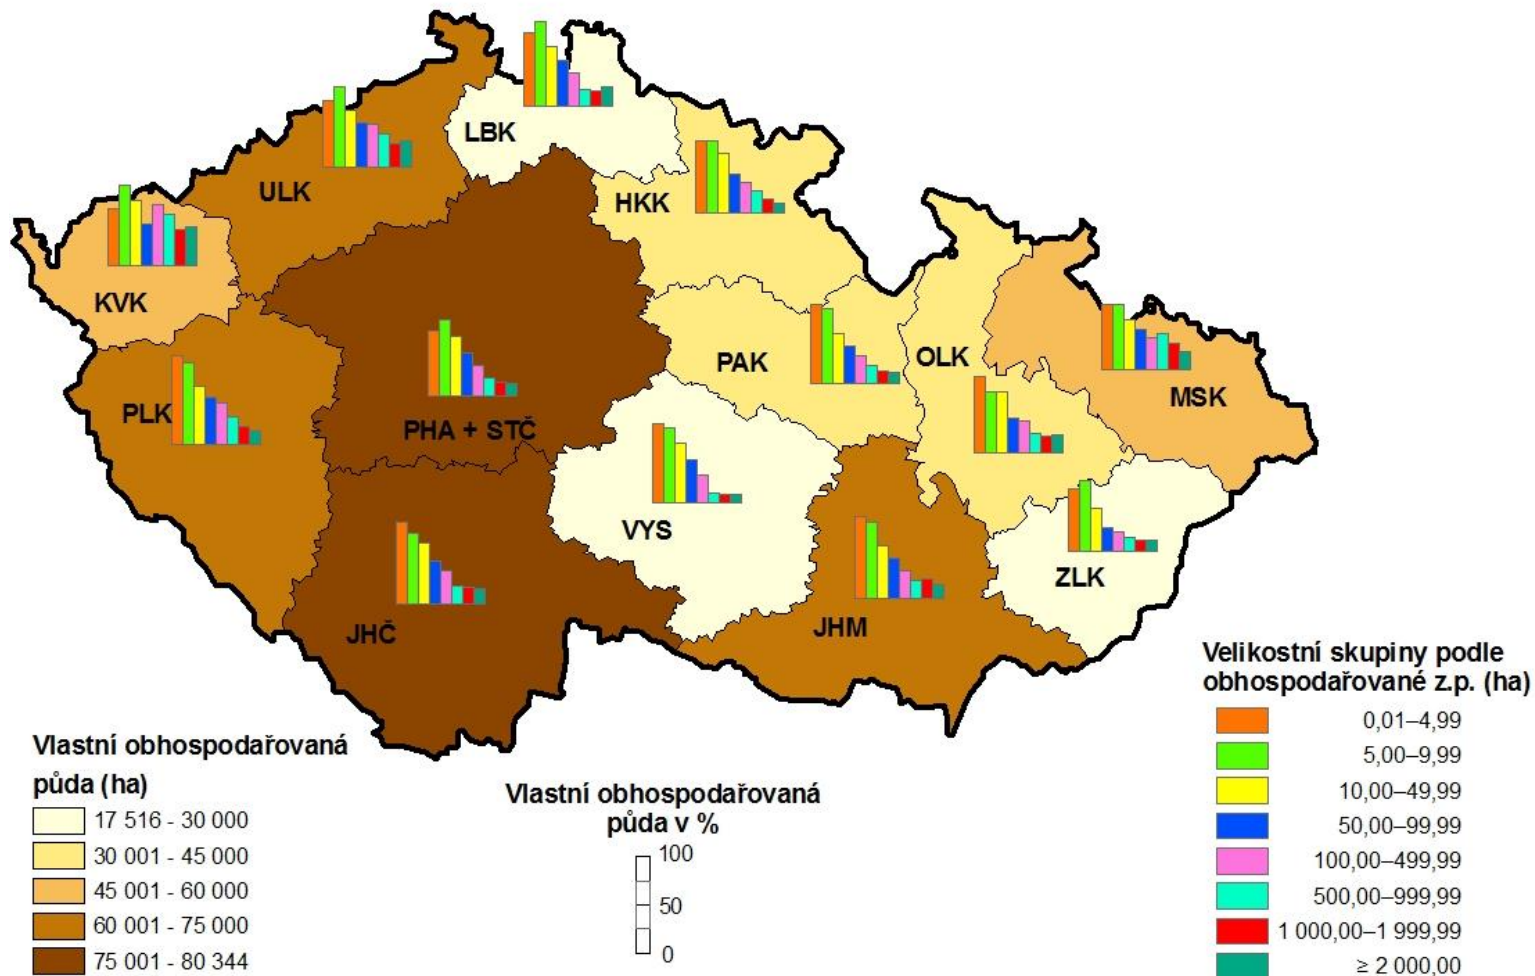 LBK
ULK
HKK
KVK
PAK
OLK
MSK
PLK
PHA + STČ
VYS
ZLK
JHČ
JHM
Vlastní obhospodařovaná
půda (ha)
17 516 - 30 000
30 001 - 45 000
45 001 - 60 000
60 001 - 75 000
75 001 - 80 344
Vlastní obhospodařovaná
půda v %
100
50
0
Velikostní skupiny podle
obhospodařované z.p. (ha)
0,01–4,99
5,00–9,99
10,00–49,99
50,00–99,99
100,00–499,99
500,00–999,99
1 000,00–1 999,99
≥ 2 000,00